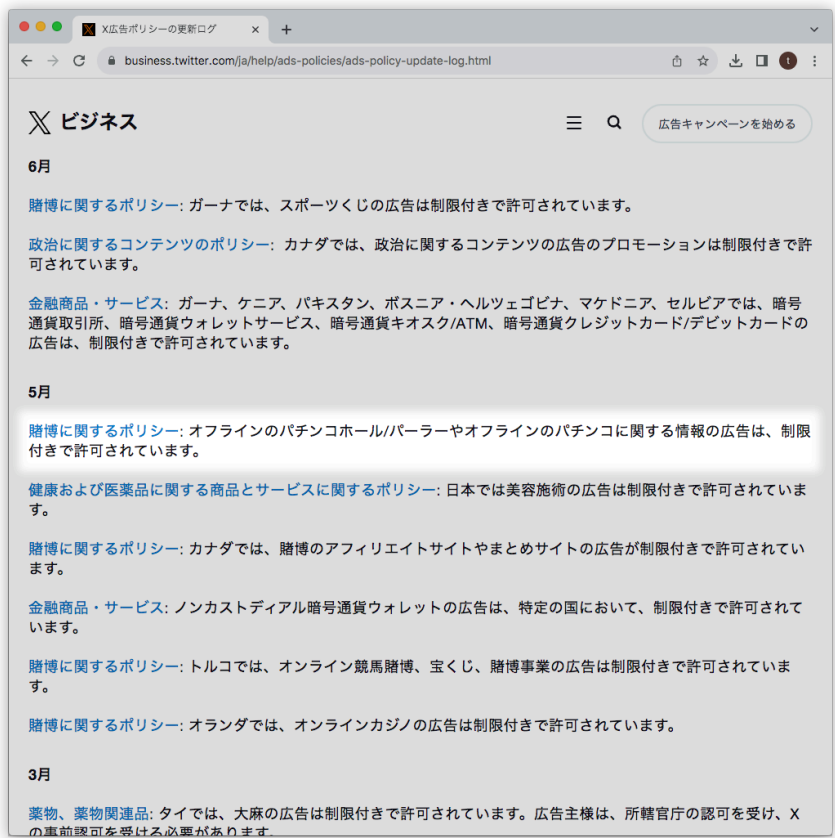 X広告ポリシーの更新ログ
business.twitter.com/ja/help/ads-policies/ads-policy-update-log.html
t
X ビジネス
広告キャンペーンを始める
6月
賭博に関するポリシー: ガーナでは、スポーツくじの広告は制限付きで許可されています。
政治に関するコンテンツのポリシー: カナダでは、政治に関するコンテンツの広告のプロモーションは制限付きで許
可されています。
金融商品・サービス: ガーナ、ケニア、パキスタン、ボスニア・ヘルツェゴビナ、マケドニア、セルビアでは、暗号
通貨取引所、暗号通貨ウォレットサービス、暗号通貨キオスク/ATM、暗号通貨クレジットカード/デビットカードの
広告は、制限付きで許可されています。
5月
賭博に関するポリシー: オフラインのパチンコホール/パーラーやオフラインのパチンコに関する情報の広告は、制限
付きで許可されています。
健康および医薬品に関する商品とサービスに関するポリシー: 日本では美容施術の広告は制限付きで許可されていま
す。
賭博に関するポリシー: カナダでは、賭博のアフィリエイトサイトやまとめサイトの広告が制限付きで許可されてい
ます。
金融商品・サービス: ノンカストディアル暗号通貨ウォレットの広告は、特定の国において、制限付きで許可されて
います。
賭博に関するポリシー: トルコでは、オンライン競馬賭博、宝くじ、賭博事業の広告は制限付きで許可されていま
す。
賭博に関するポリシー: オランダでは、オンラインカジノの広告は制限付きで許可されています。
3月
薬物、薬物関連品: タイでは、大麻の広告は制限付きで許可されています。広告主様は、所轄官庁の認可を受け、X
の事前認可を受ける必要があります。